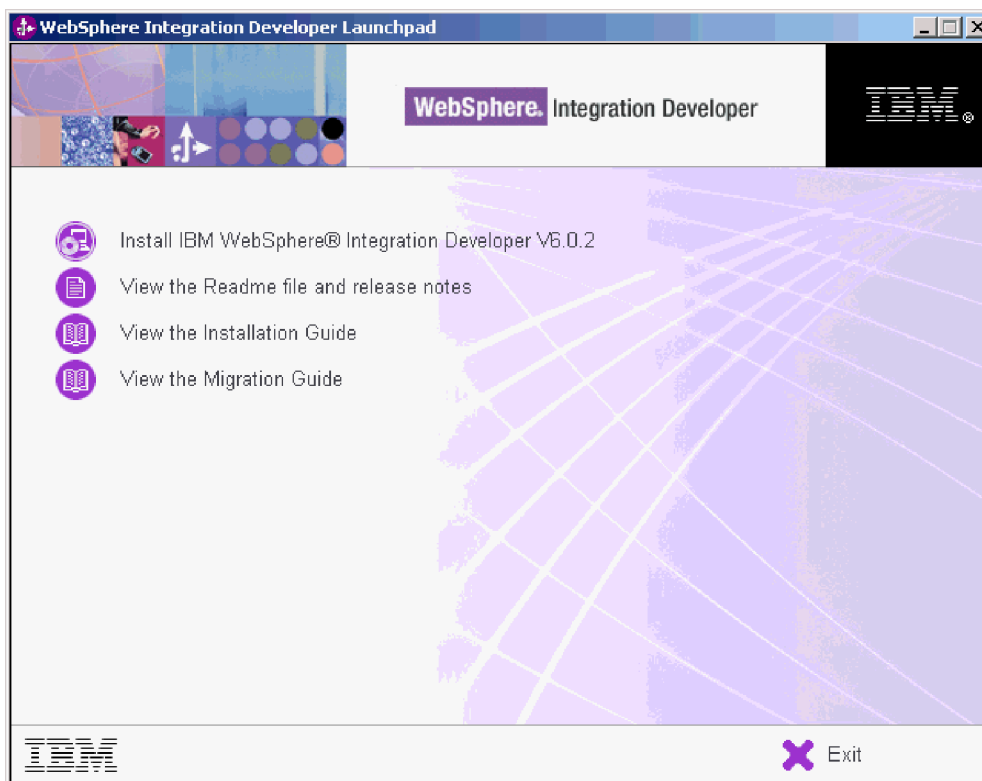 WebSphere Integration Developer Launchpad
WebSphere. Integration Developer
IBM®
Install IBM WebSphere® Integration Developer V6.0.2
View the Readme file and release notes
View the Installation Guide
View the Migration Guide
IBM
Exit